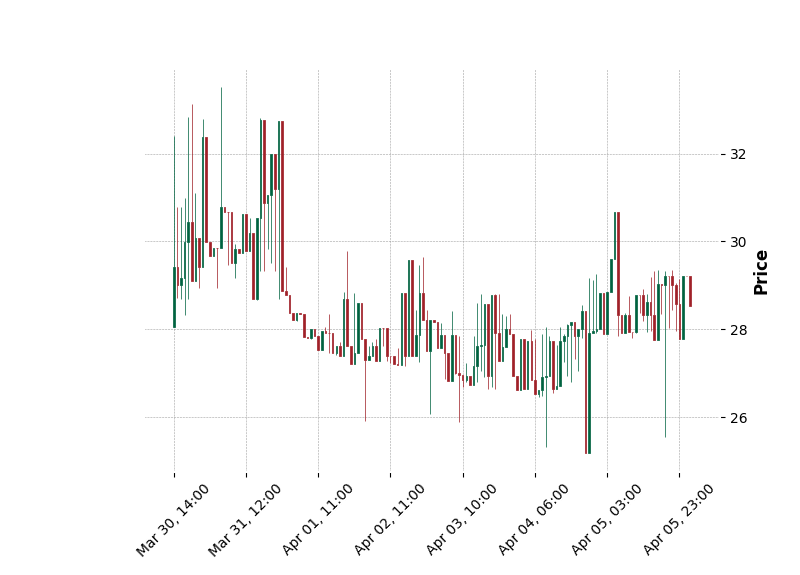 32
30
28
26
Price
Mar 30, 14:00
Mar 31, 12:00
Apr 01, 11:00
Apr 02, 11:00
Apr 03, 10:00
Apr 04, 06:00
Apr 05, 03:00
Apr 05, 23:00